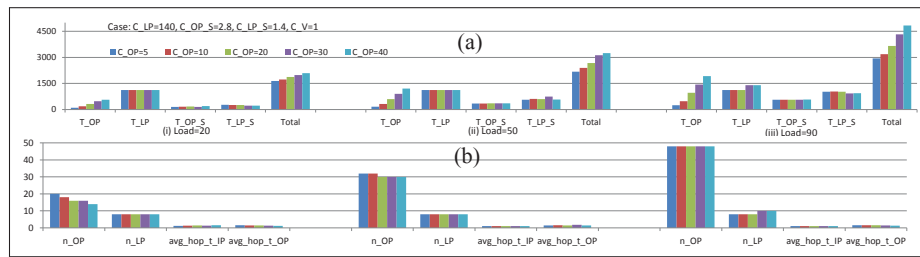 Case: C_LP=140, C_OP_S=2.8, C_LP_S=1.4, C_V=1
(a)
4500
3000
1500
0
C_OP=5 C_OP=10 C_OP=20 C_OP=30 C_OP=40
T_OP T_LP T_OP_S T_LP_S Total T_OP T_LP T_OP_S T_LP_S Total T_OP T_LP T_OP_S T_LP_S Total
(i) Load=20 (ii) Load=50 (iii) Load=90
(b)
50
40
30
20
10
0
n_OP n_LP avg_hop_t_IP avg_hop_t_OP n_OP n_LP avg_hop_t_IP avg_hop_t_OP n_OP n_LP avg_hop_t_IP avg_hop_t_OP